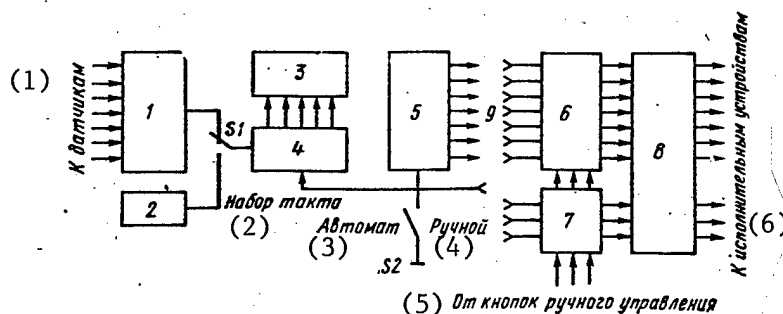 (1)
К датчикам
1
2
3
4
5
6
7
8
9
S1
Набор такта
(2)
Автомат
(3)
Ручной
(4)
S2
(5) От кнопок ручного управления
К исполнительным устройствам
(6)